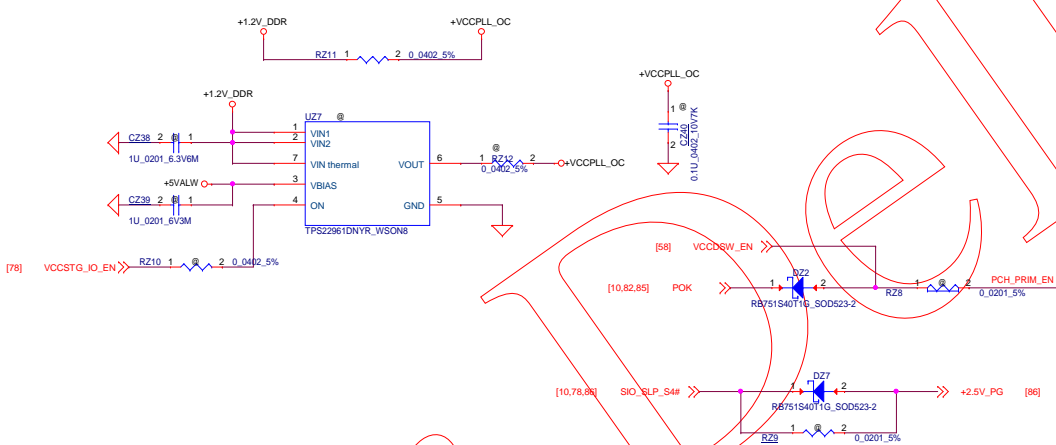 +1.2V_DDR
+VCCPLL_OC
RZ11 1 2 0_0402_5%
+1.2V_DDR
+VCCPLL_OC
UZ7 @
1 VIN1
2 VIN2
7 VIN thermal
3 VBIAS
4 ON
VOUT 6
GND 5
TPS22961DNYR_WSON8
CZ38 2 @ 1
1U_0201_6.3V6M
+5VALW
CZ39 2 @ 1
1U_0201_6V3M
@
1 RZ12 2
0_0402_5%
+VCCPLL_OC
1 @
CZ40
2
0.1U_0402_10V7K
[78] VCCSTG_IO_EN RZ10 1 @ 2 0_0402_5%
[58] VCCDSW_EN
[10,82,85] POK 1 DZ2 2
RB751S40T1G_SOD523-2
RZ8 1 @ 2 PCH_PRIM_EN
0_0201_5%
[10,78,86] SIO_SLP_S4# 1 DZ7 2 +2.5V_PG [86]
RB751S40T1G_SOD523-2
RZ9 1 @ 2 0_0201_5%